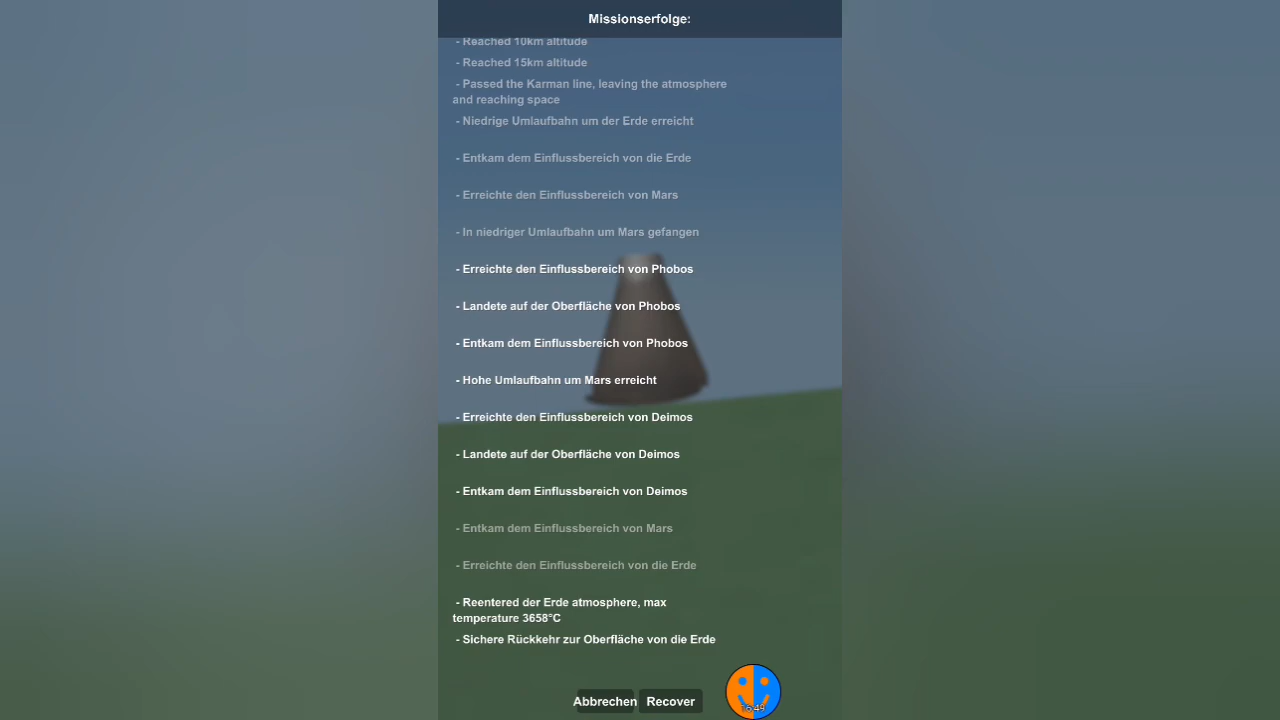 Missionserfolge:
- Reached 10km altitude
- Reached 15km altitude
- Passed the Karman line, leaving the atmosphere
and reaching space
- Niedrige Umlaufbahn um der Erde erreicht
- Entkam dem Einflussbereich von die Erde
- Erreichte den Einflussbereich von Mars
- In niedriger Umlaufbahn um Mars gefangen
- Erreichte den Einflussbereich von Phobos
- Landete auf der Oberfläche von Phobos
- Entkam dem Einflussbereich von Phobos
- Hohe Umlaufbahn um Mars erreicht
- Erreichte den Einflussbereich von Deimos
- Landete auf der Oberfläche von Deimos
- Entkam dem Einflussbereich von Deimos
- Entkam dem Einflussbereich von Mars
- Erreichte den Einflussbereich von die Erde
- Reentered der Erde atmosphere, max
temperature 3658°C
- Sichere Rückkehr zur Oberfläche von die Erde
Abbrechen Recover